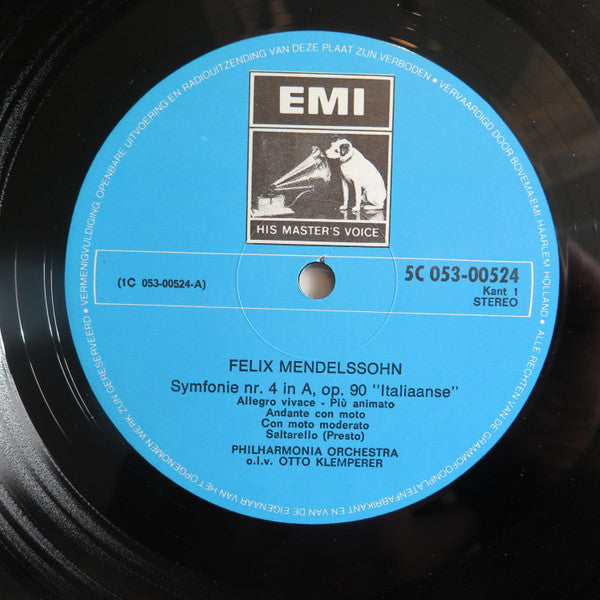 EMI
HIS MASTER'S VOICE
(1C 053-00524-A)
5C 053-00524
Kant 1
STEREO
FELIX MENDELSSOHN
Symfonie nr. 4 in A, op. 90 "Italiaanse"
Allegro vivace - Più animato
Andante con moto
Con moto moderato
Saltarello (Presto)
PHILHARMONIA ORCHESTRA
o.l.v. OTTO KLEMPERER
VERVAARDIGD DOOR BOVEMA EMI, HAARLEM HOLLAND • ALLE RECHTEN VAN DE GRAMMOFOONPLATENFABRIKANT EN VAN DE EIGENAAR VAN HET OPGENOMEN WERK ZIJN GERESERVEERD • VERMENIGVULDIGING OPENBARE UITVOERING EN RADIOUITZENDING VAN DEZE PLAAT ZIJN VERBODEN •